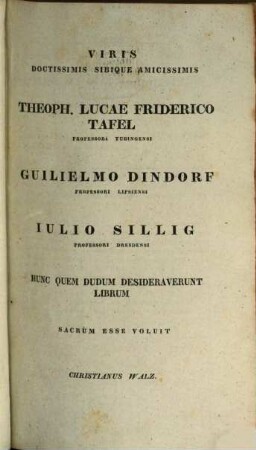 VIRIS
DOCTISSIMIS SIBIQUE AMICISSIMIS
THEOPH. LUCAE FRIDERICO
TAFEL
PROFESSORI TUBINGENSI
GUILIELMO DINDORF
PROFESSORI LIPSIENSI
IULIO SILLIG
PROFESSORI DRESDENSI
HUNC QUEM DUDUM DESIDERAVERUNT
LIBRUM
SACRUM ESSE VOLUIT
CHRISTIANUS WALZ.